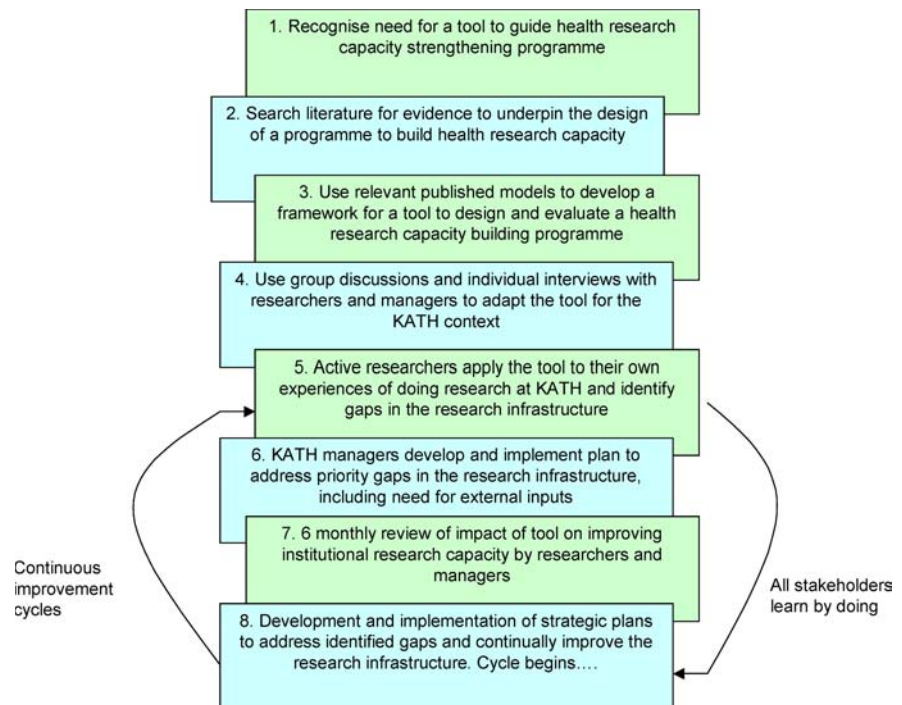 1. Recognise need for a tool to guide health research
capacity strengthening programme
2. Search literature for evidence to underpin the design
of a programme to build health research capacity
3. Use relevant published models to develop a
framework for a tool to design and evaluate a health
research capacity building programme
4. Use group discussions and individual interviews with
researchers and managers to adapt the tool for the
KATH context
5. Active researchers apply the tool to their own
experiences of doing research at KATH and identify
gaps in the research infrastructure
6. KATH managers develop and implement plan to
address priority gaps in the research infrastructure,
including need for external inputs
7. 6 monthly review of impact of tool on improving
institutional research capacity by researchers and
managers
8. Development and implementation of strategic plans
to address identified gaps and continually improve the
research infrastructure. Cycle begins….
Continuous
improvement
cycles
All stakeholders
learn by doing